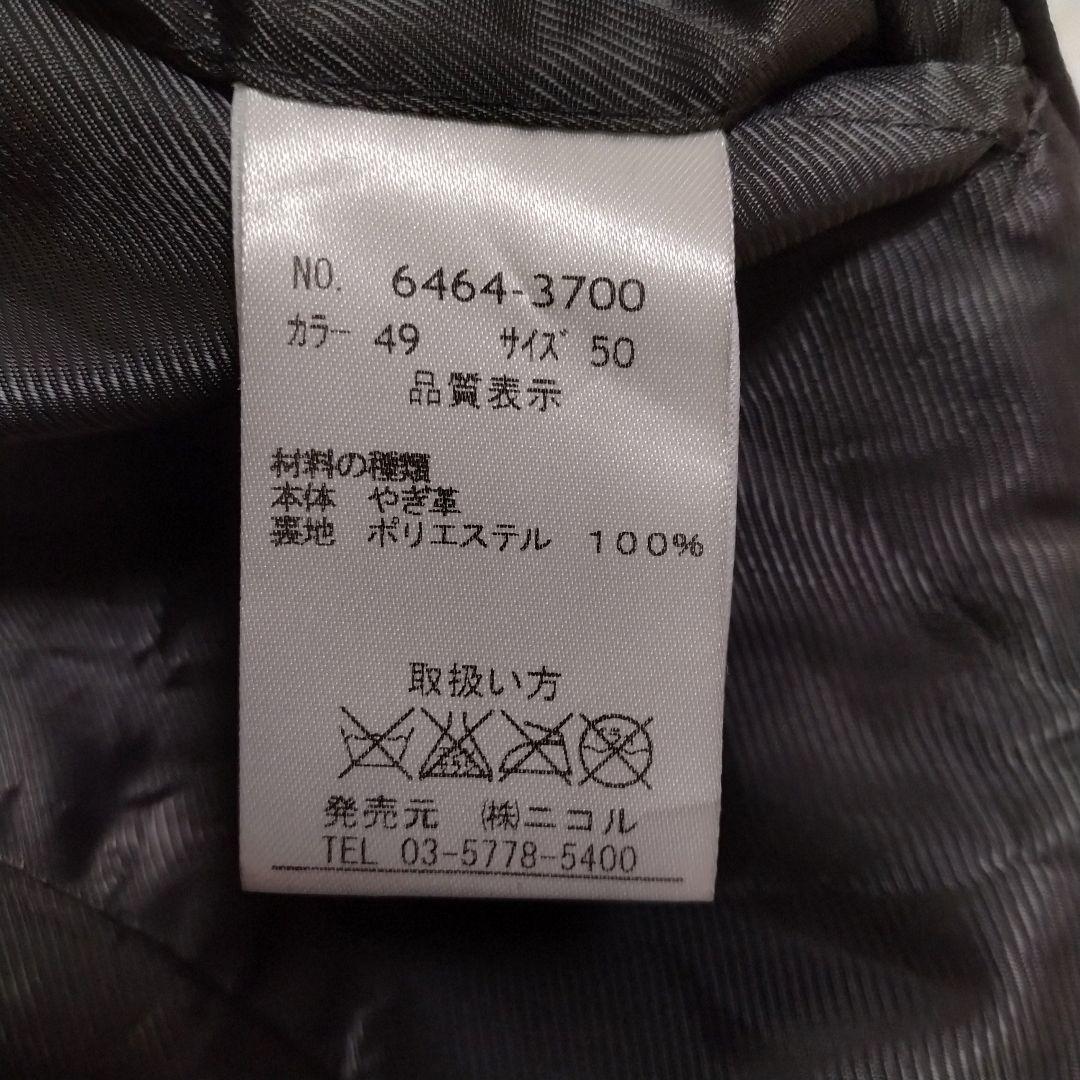 NO. 6464-3700
カラー 49 サイズ 50
品質表示
材料の種類
本体 やぎ革
裏地 ポリエステル 100%
取扱い方
発売元 ㈱ニコル
TEL 03-5778-5400